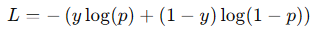 L = − (y log(p) + (1 − y) log(1 − p))